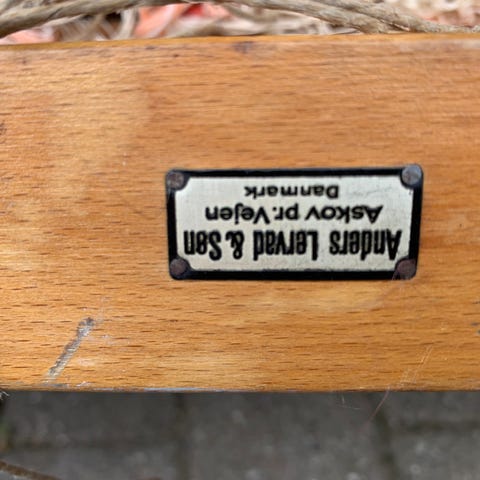 Anders Lervad & Søn
Askov pr. Vejen
Danmark